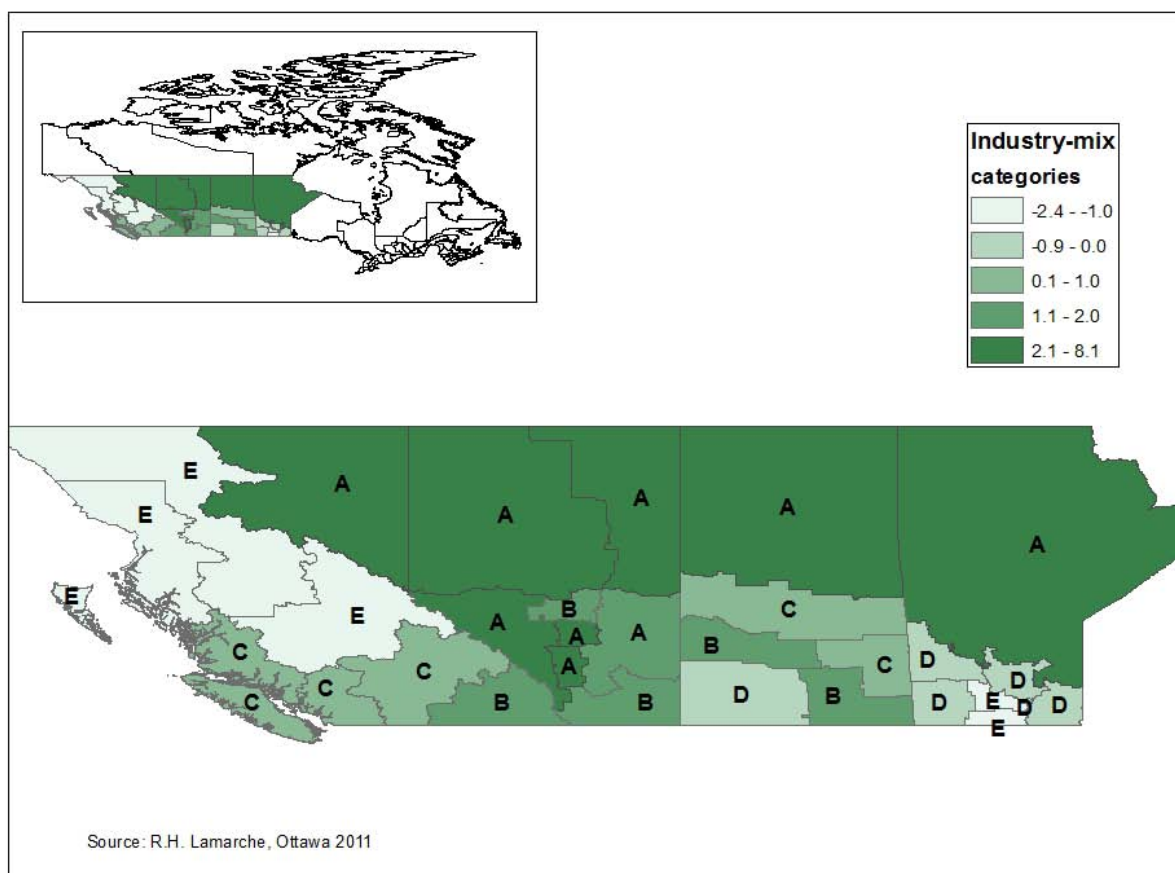 Industry-mix
categories
-2.4 - -1.0
-0.9 - 0.0
0.1 - 1.0
1.1 - 2.0
2.1 - 8.1
E
A
A
A
A
A
E
E
E
A
B
A
A
A
C
C
C
C
B
B
B
C
C
D
B
D
D
D
E
E
D
D
Source: R.H. Lamarche, Ottawa 2011